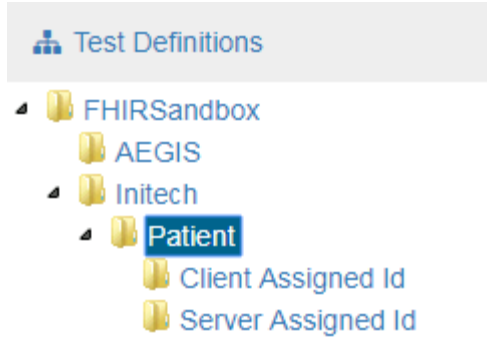 Test Definitions
FHIRSandbox
AEGIS
Initech
Patient
Client Assigned Id
Server Assigned Id